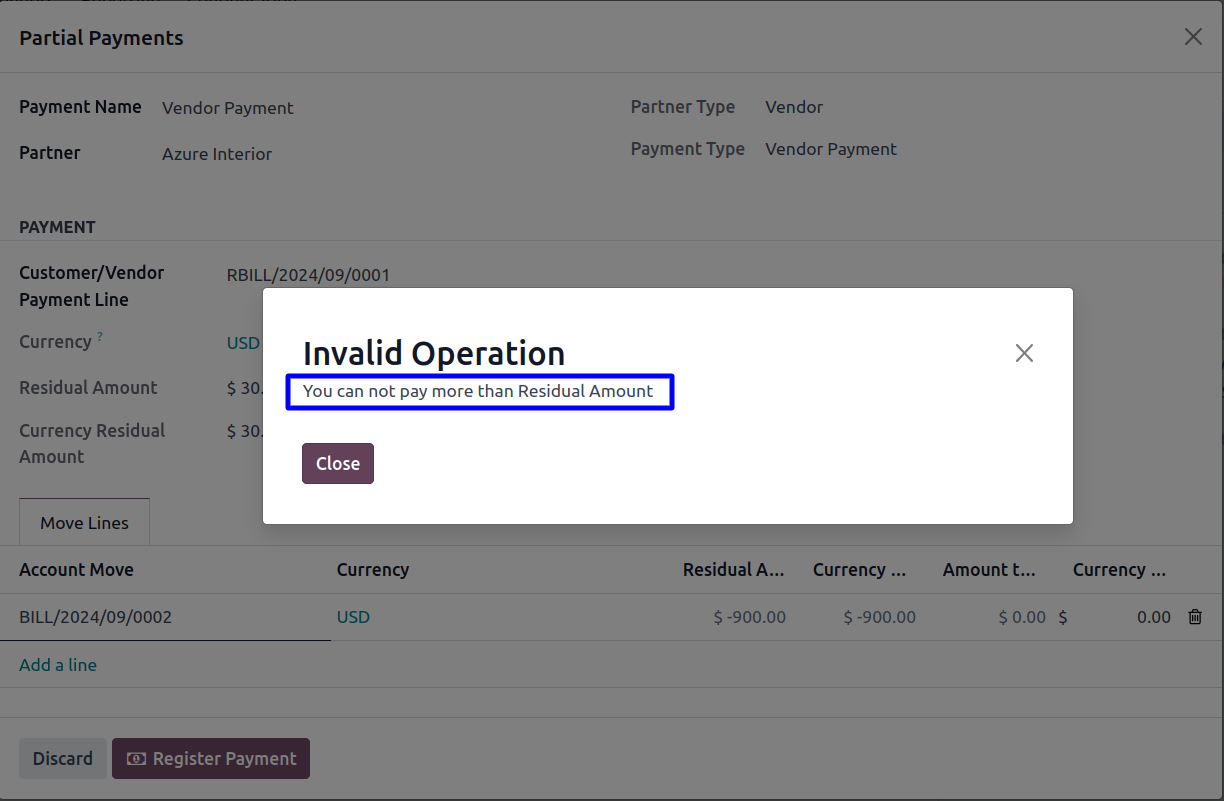 Partial Payments
Payment Name Vendor Payment
Partner Type Vendor
Partner Azure Interior
Payment Type Vendor Payment
PAYMENT
Customer/Vendor
Payment Line
RBILL/2024/09/0001
Currency ?
USD
Residual Amount
$ 30.
Currency Residual
Amount
$ 30.
Invalid Operation
You can not pay more than Residual Amount
Close
Move Lines
Account Move Currency Residual A... Currency ... Amount t... Currency ...
BILL/2024/09/0002 USD $ -900.00 $ -900.00 $ 0.00 $ 0.00
Add a line
Discard Register Payment